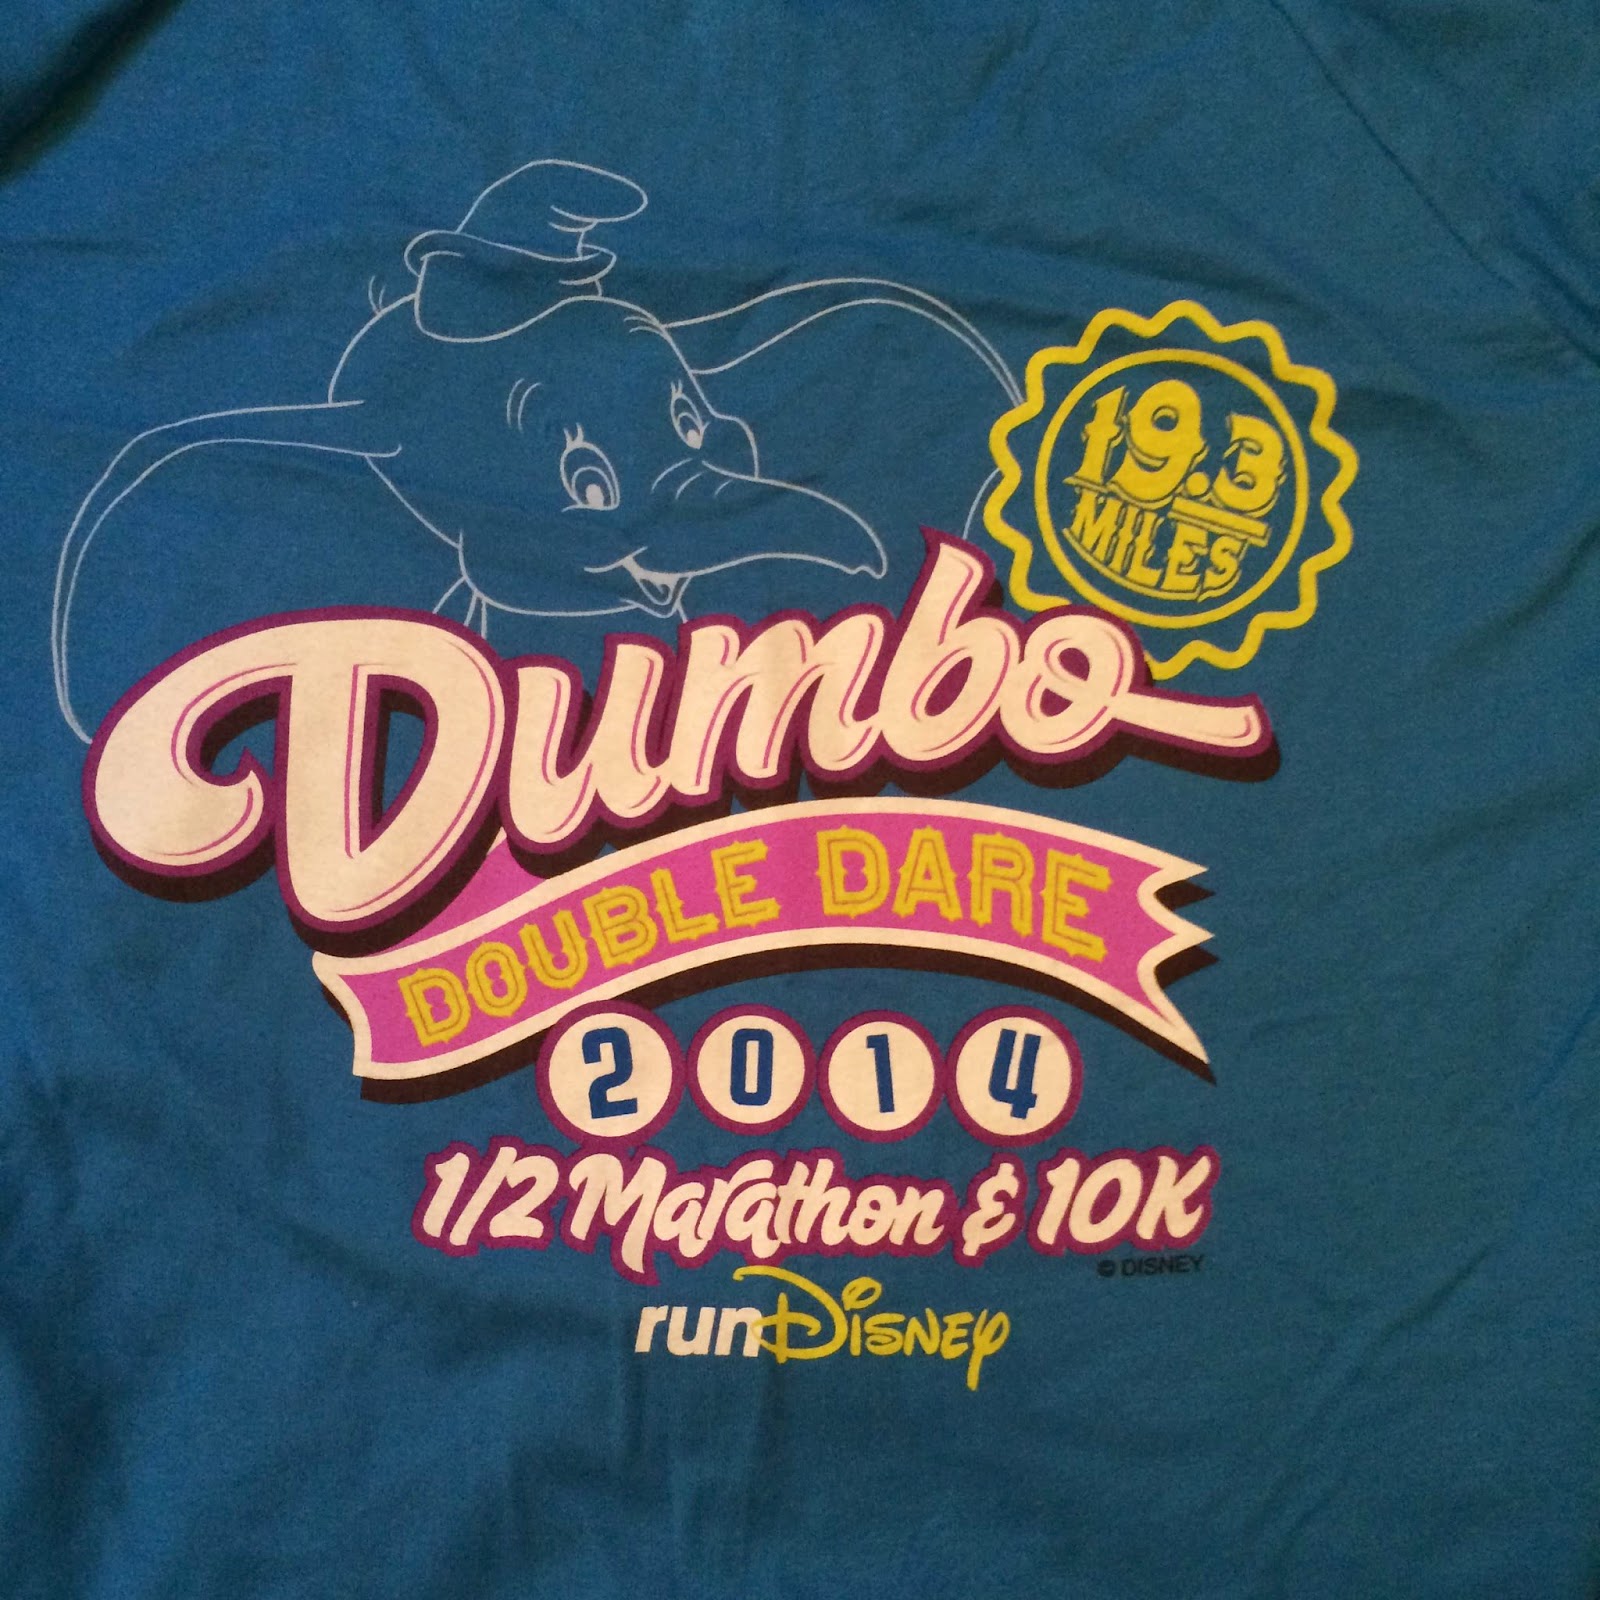 19.3
MILES
Dumbo
DOUBLE DARE
2014
1/2 Marathon & 10K
© DISNEY
runDisney